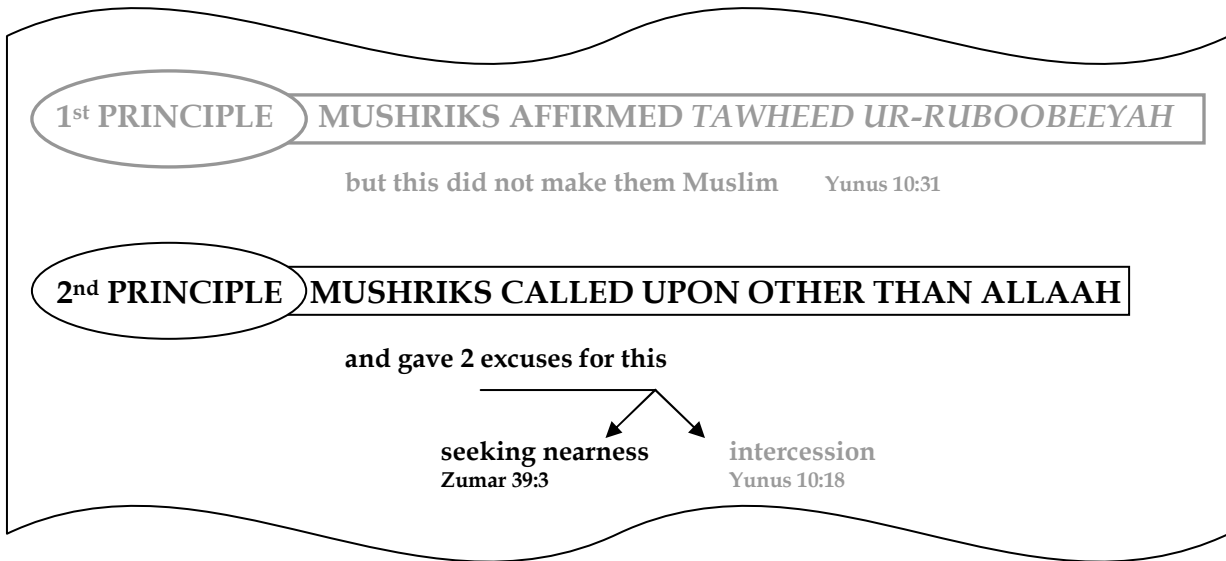 1st PRINCIPLE MUSHRIKS AFFIRMED TAWHEED UR-RUBOOBEEYAH
but this did not make them Muslim Yunus 10:31
2nd PRINCIPLE MUSHRIKS CALLED UPON OTHER THAN ALLAAH
and gave 2 excuses for this
seeking nearness intercession
Zumar 39:3 Yunus 10:18